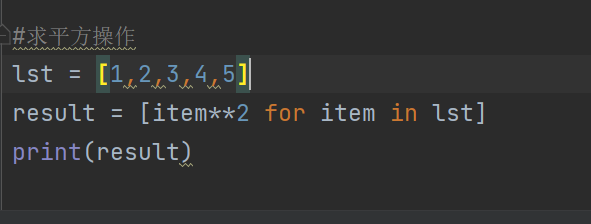 #求平方操作
lst = [1,2,3,4,5]
result = [item**2 for item in lst]
print(result)